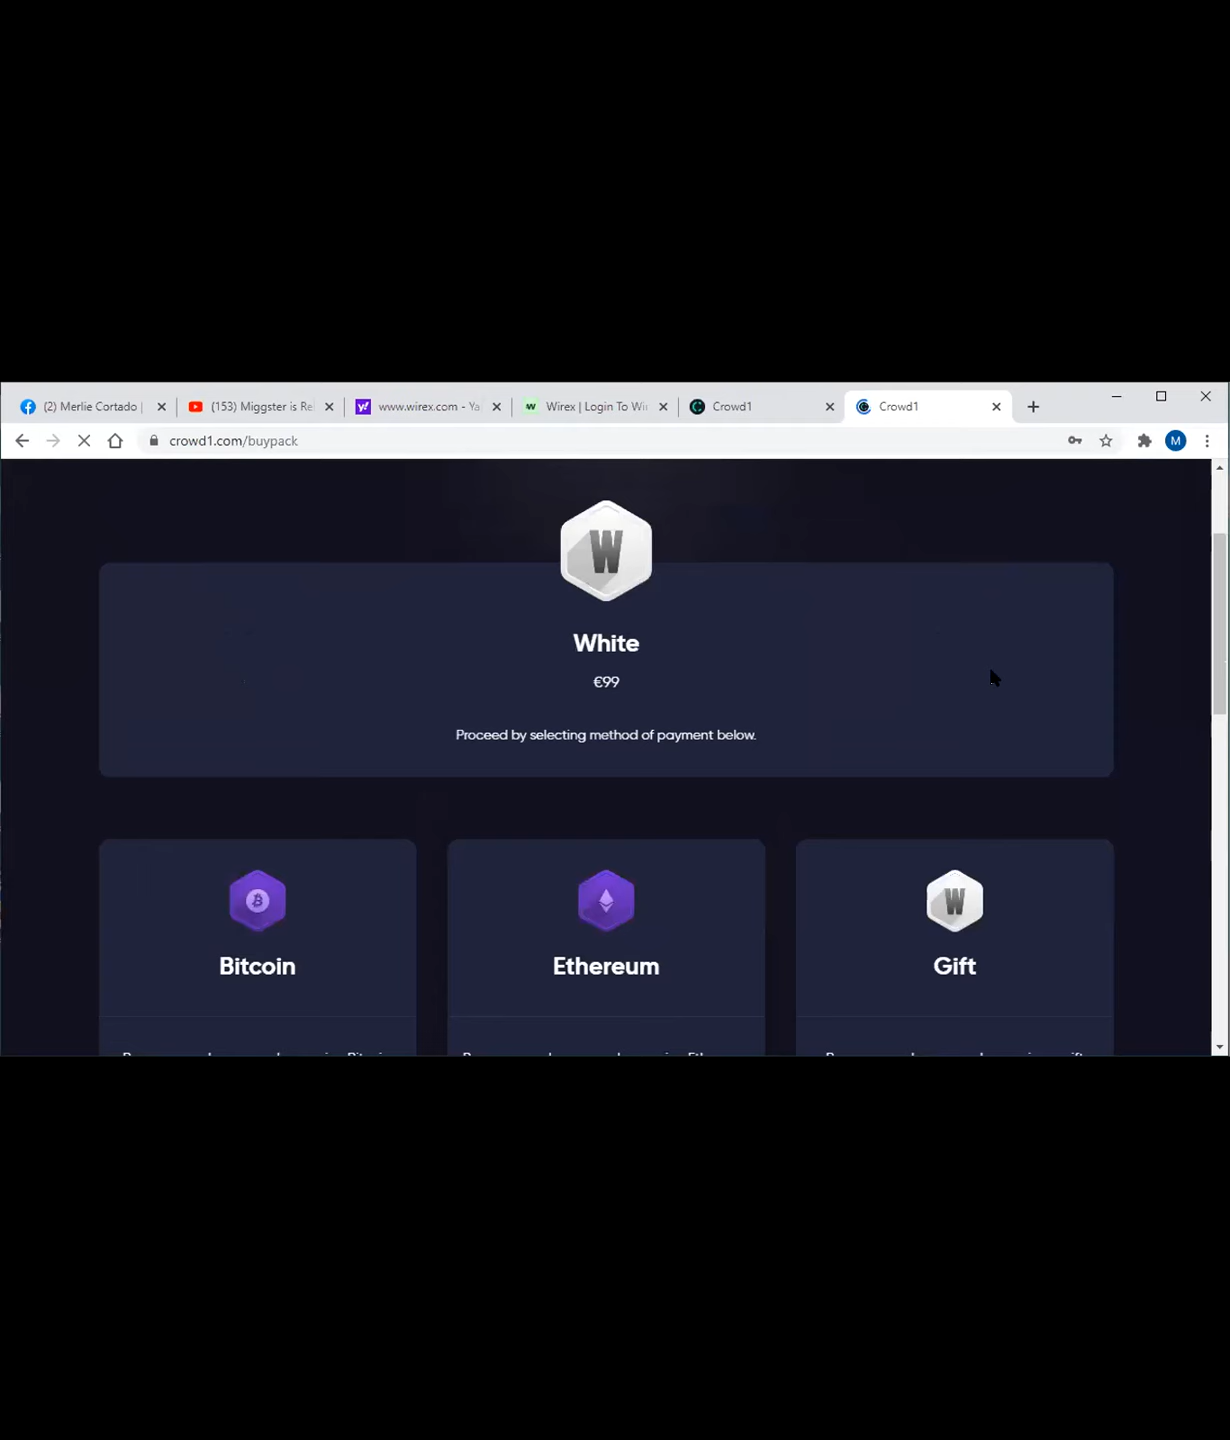 (2) Merlie Cortado | (153) Miggster is Re www.wirex.com - Ya Wirex | Login To Wi Crowd1 Crowd1
crowd1.com/buypack M
W
White
€99
Proceed by selecting method of payment below.
W
Bitcoin Ethereum Gift